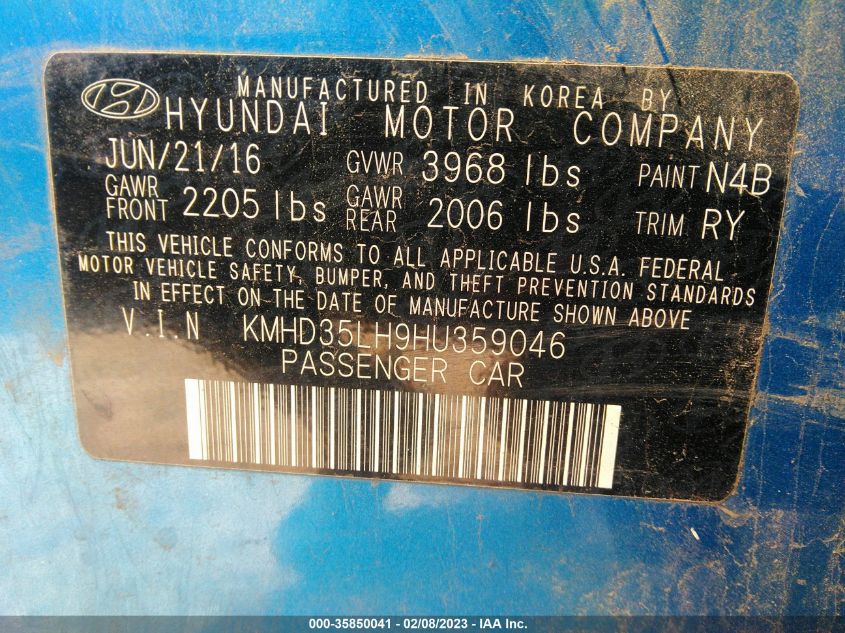 MANUFACTURED IN KOREA BY
HYUNDAI MOTOR COMPANY
JUN/21/16 GVWR 3968 lbs PAINT N4B
GAWR FRONT 2205 lbs GAWR REAR 2006 lbs TRIM RY
THIS VEHICLE CONFORMS TO ALL APPLICABLE U.S.A. FEDERAL
MOTOR VEHICLE SAFETY, BUMPER, AND THEFT PREVENTION STANDARDS
IN EFFECT ON THE DATE OF MANUFACTURE SHOWN ABOVE
V.I.N KMHD35LH9HU359046
PASSENGER CAR
000-35850041 - 02/08/2023 - IAA Inc.